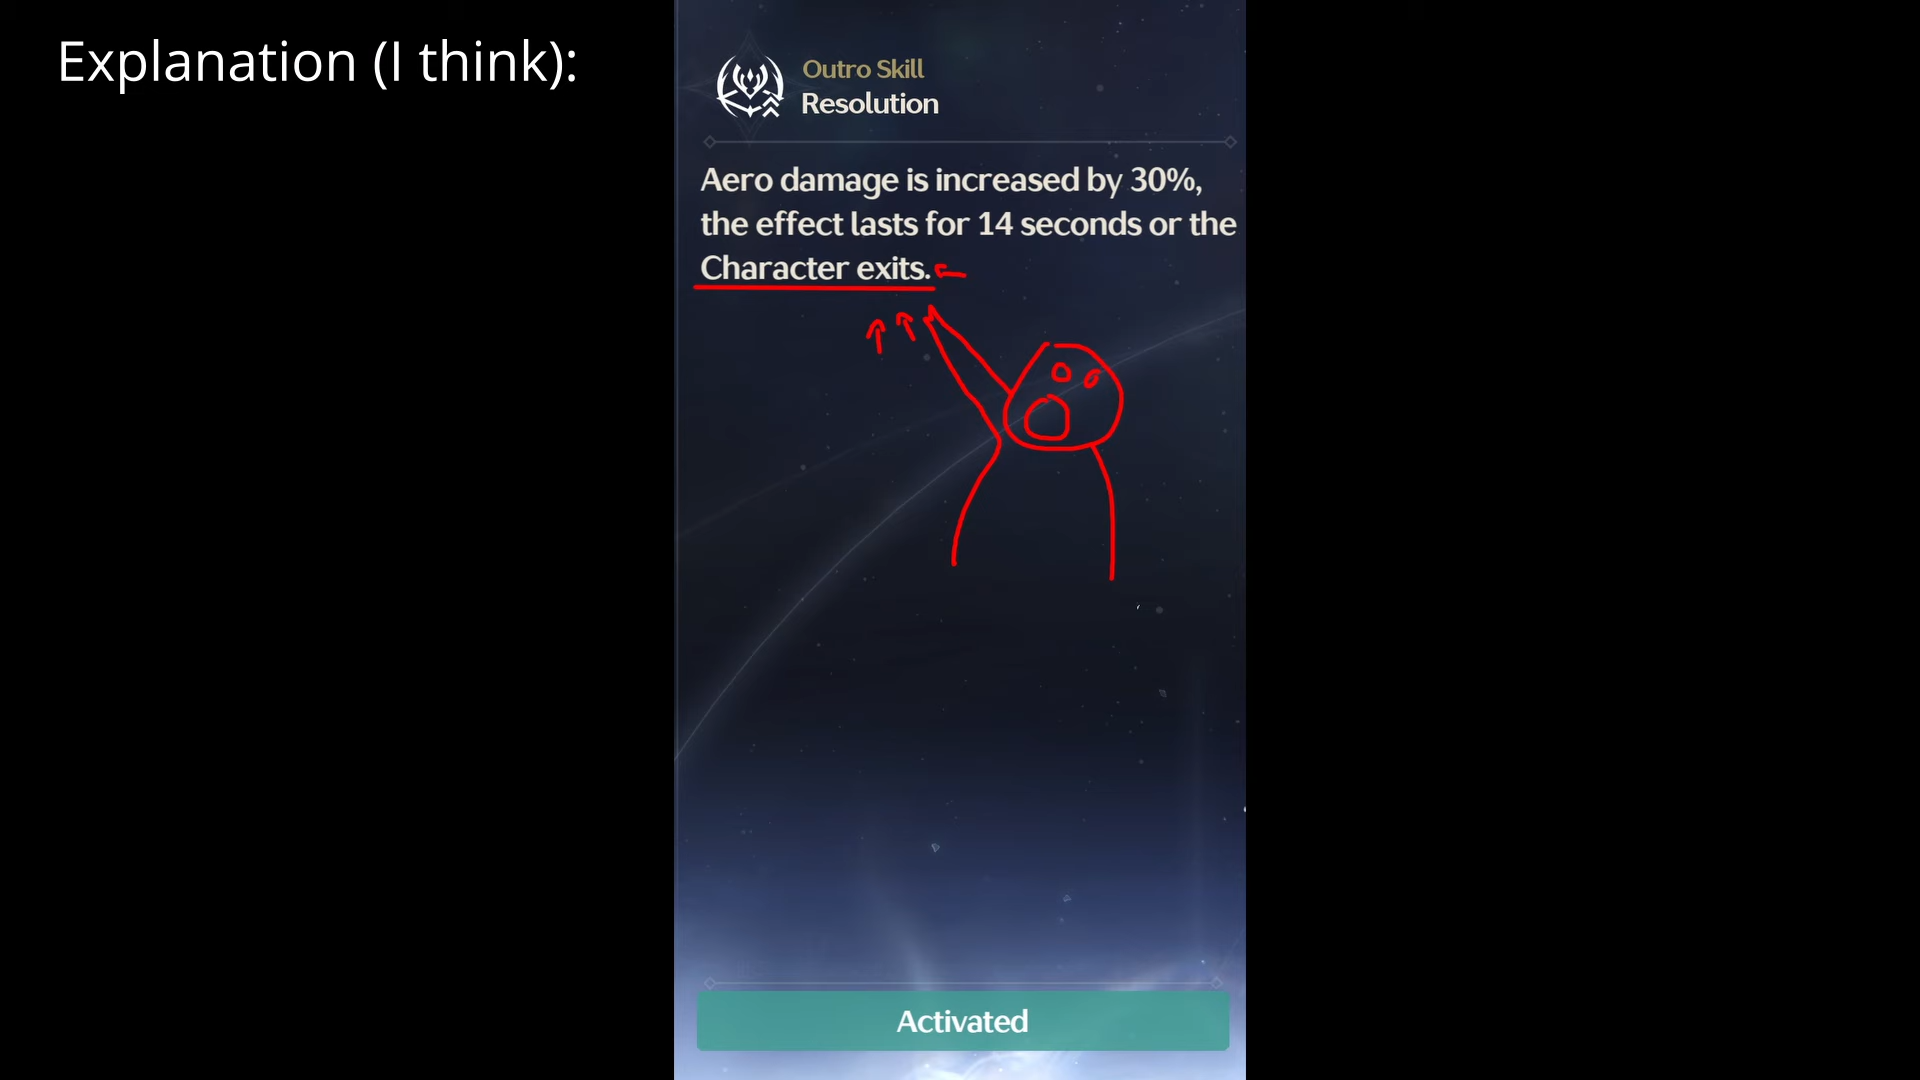 Explanation (I think):
Outro Skill
Resolution
Aero damage is increased by 30%,
the effect lasts for 14 seconds or the
Character exits.
Activated